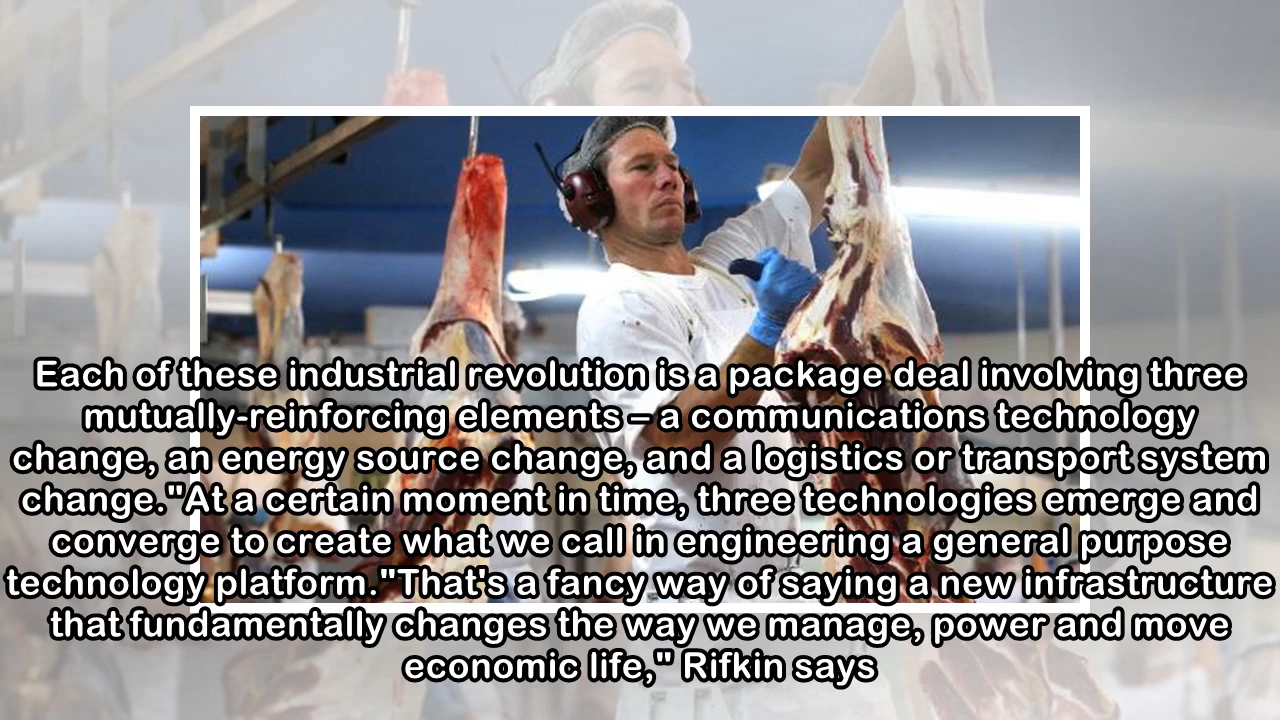 Each of these industrial revolution is a package deal involving three
mutually-reinforcing elements – a communications technology
change, an energy source change, and a logistics or transport system
change."At a certain moment in time, three technologies emerge and
converge to create what we call in engineering a general purpose
technology platform."That's a fancy way of saying a new infrastructure
that fundamentally changes the way we manage, power and move
economic life," Rifkin says